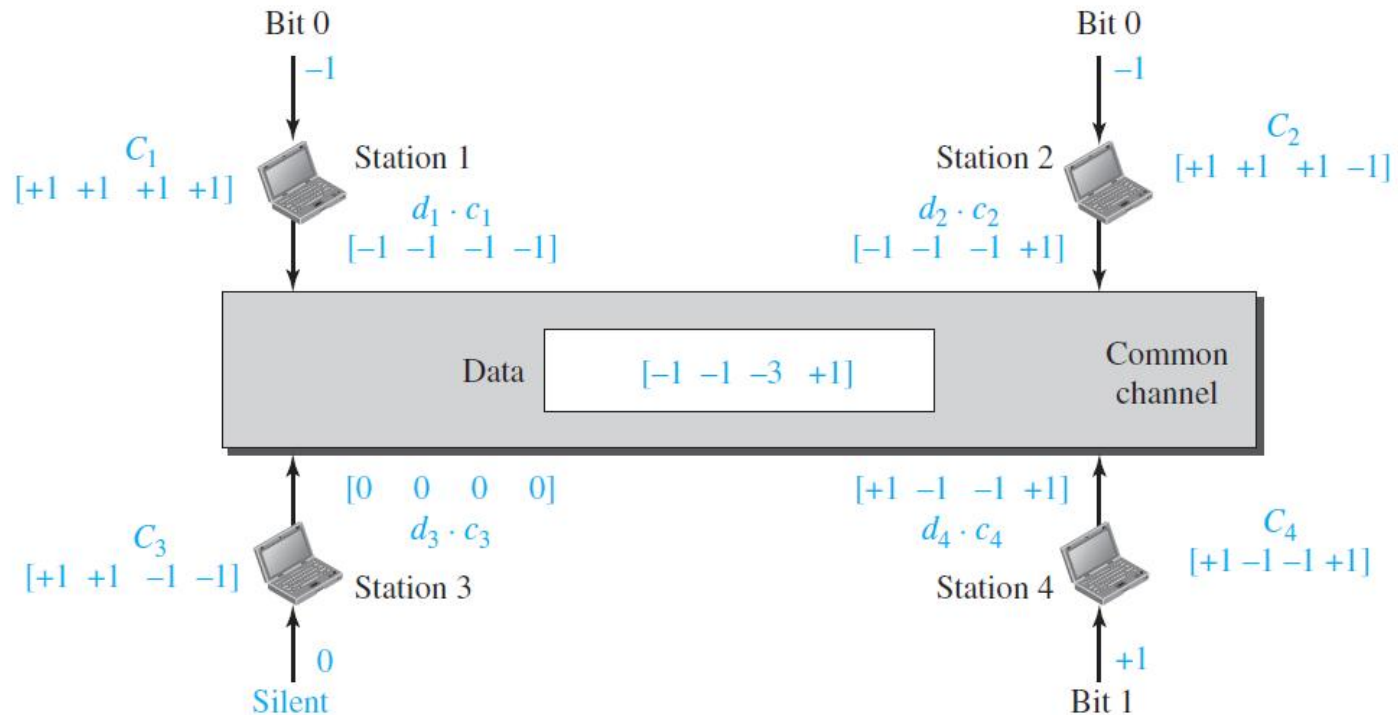 Bit 0
–1
C1
[+1 +1 +1 +1]
Station 1
d1 · c1
[–1 –1 –1 –1]
Bit 0
–1
C2
[+1 +1 +1 –1]
Station 2
d2 · c2
[–1 –1 –1 +1]
Data
[–1 –1 –3 +1]
Common
channel
[0 0 0 0]
d3 · c3
C3
[+1 +1 –1 –1]
Station 3
0
Silent
[+1 –1 –1 +1]
d4 · c4
C4
[+1 –1 –1 +1]
Station 4
+1
Bit 1